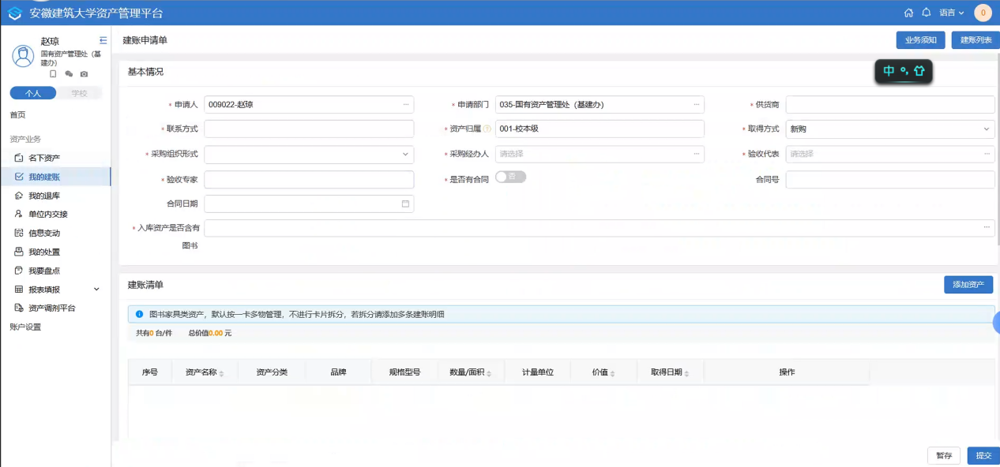 安徽建筑大学资产管理平台
语言
0
赵琼
国有资产管理处（基
建办）
个人
学校
首页
资产业务
名下资产
我的建账
我的退库
单位内交接
信息变动
我的处置
我要盘点
报表填报
资产调剂平台
账户设置
建账申请单
业务须知
建账列表
中
基本情况
* 申请人 009022-赵琼 ...
* 申请部门 035-国有资产管理处（基建办） ...
* 供货商
* 联系方式
* 资产归属 001-校本级
* 取得方式 新购
* 采购组织形式
* 采购经办人 请选择 ...
* 验收代表 请选择 ...
* 验收专家
* 是否有合同 否
合同号
合同日期
* 入库资产是否含有 ...
图书
建账清单
添加资产
图书家具类资产，默认按一卡多物管理，不进行卡片拆分，若拆分请添加多条建账明细
共有0 台/件 总价值0.00 元
序号 资产名称 资产分类 品牌 规格型号 数量/面积 计量单位 价值 取得日期 操作
暂存
提交